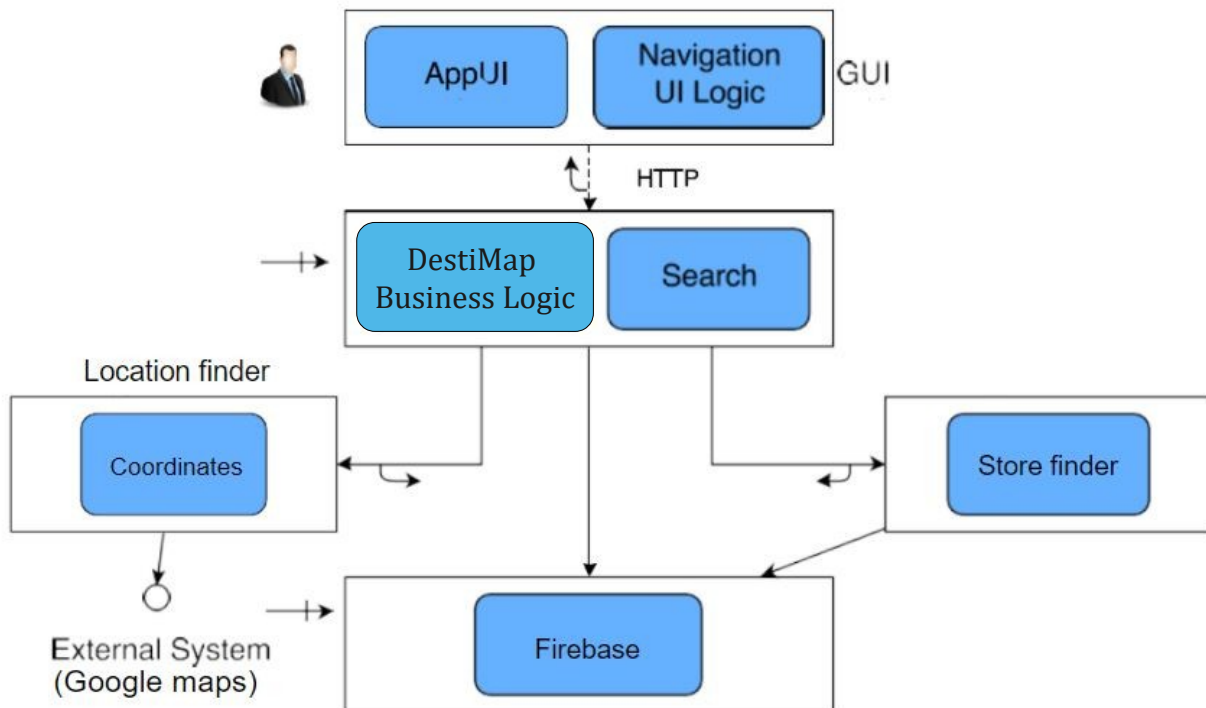 AppUI
Navigation
UI Logic
GUI
HTTP
DestiMap
Business Logic
Search
Location finder
Coordinates
Store finder
External System
(Google maps)
Firebase